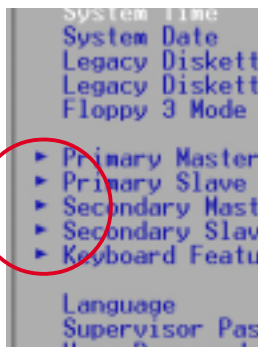 System Time
System Date
Legacy Diskett
Legacy Diskett
Floppy 3 Mode
Primary Master
Primary Slave
Secondary Mast
Secondary Slav
Keyboard Featu
Language
Supervisor Pas